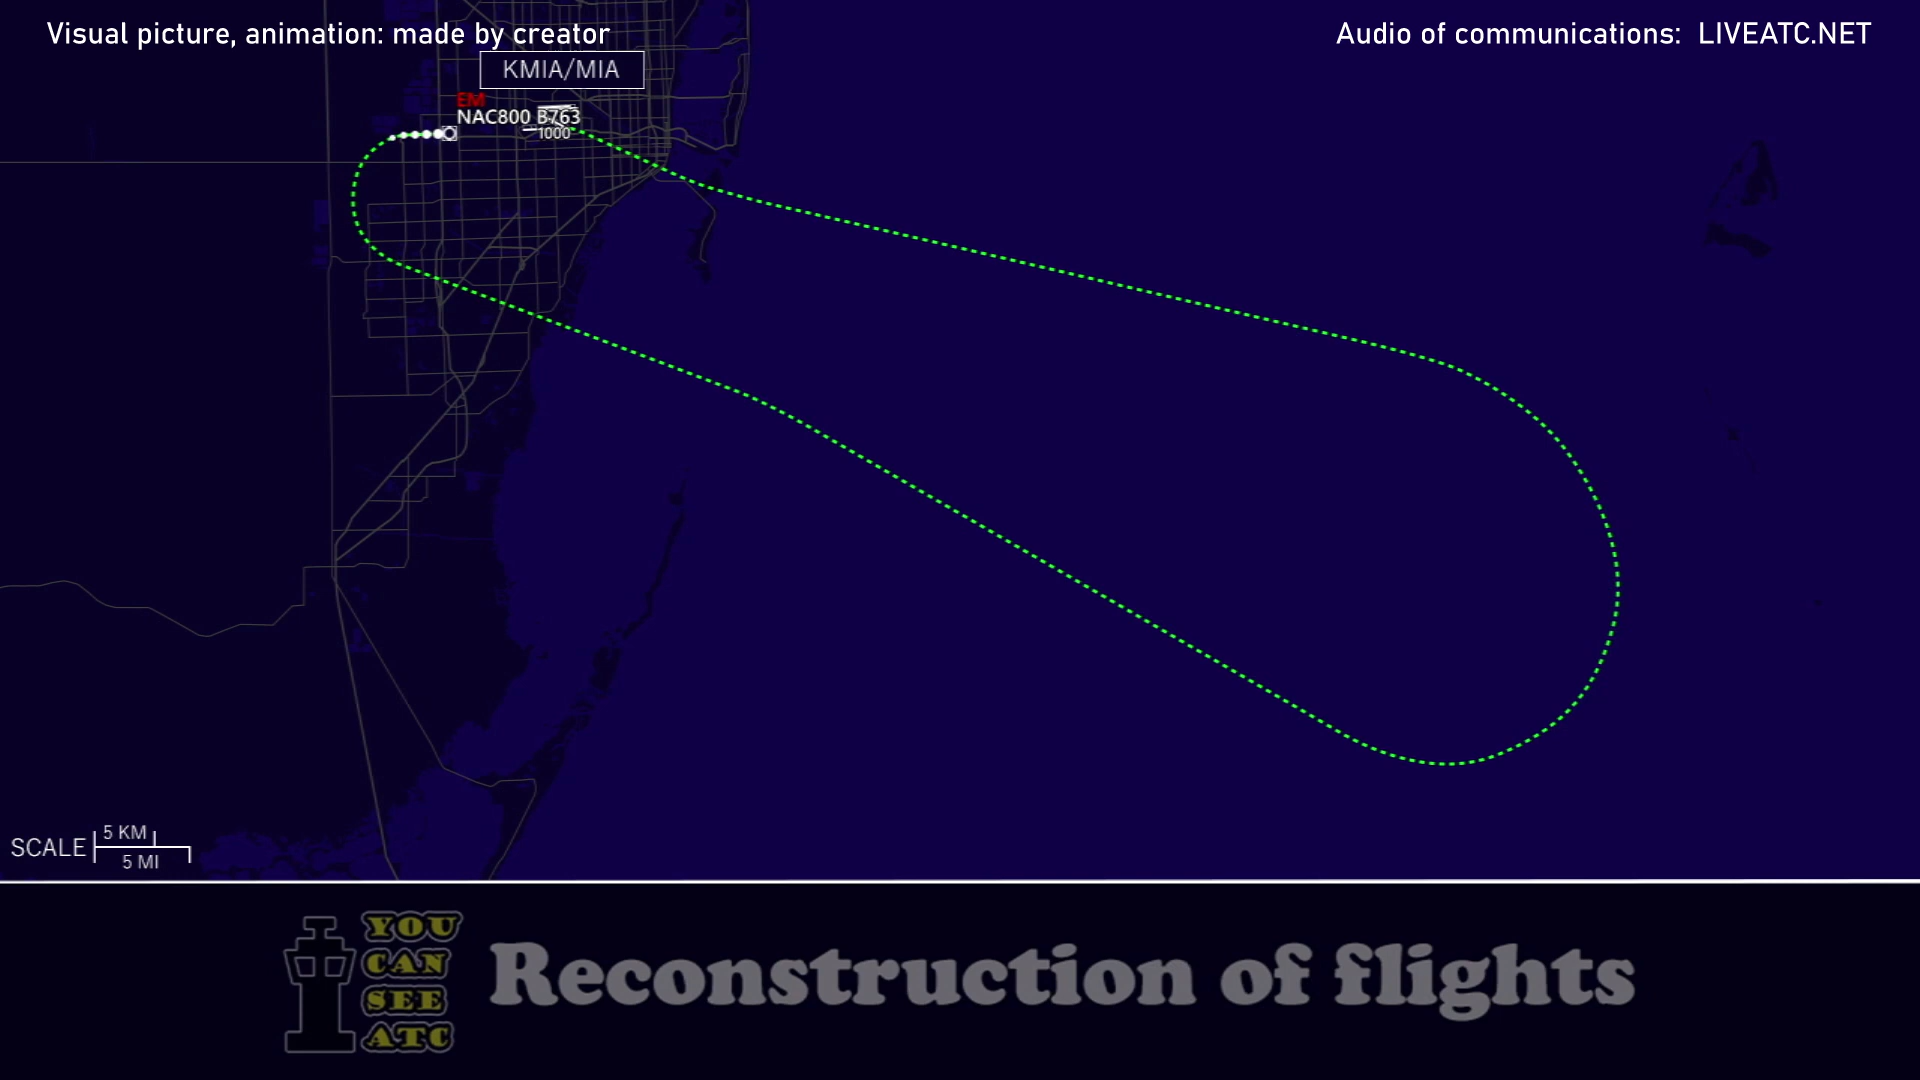 Visual picture, animation: made by creator
Audio of communications: LIVEATC.NET
KMIA/MIA
EM
NAC800 B763
1000
SCALE
5 KM
5 MI
YOU
CAN
SEE
ATC
Reconstruction of flights